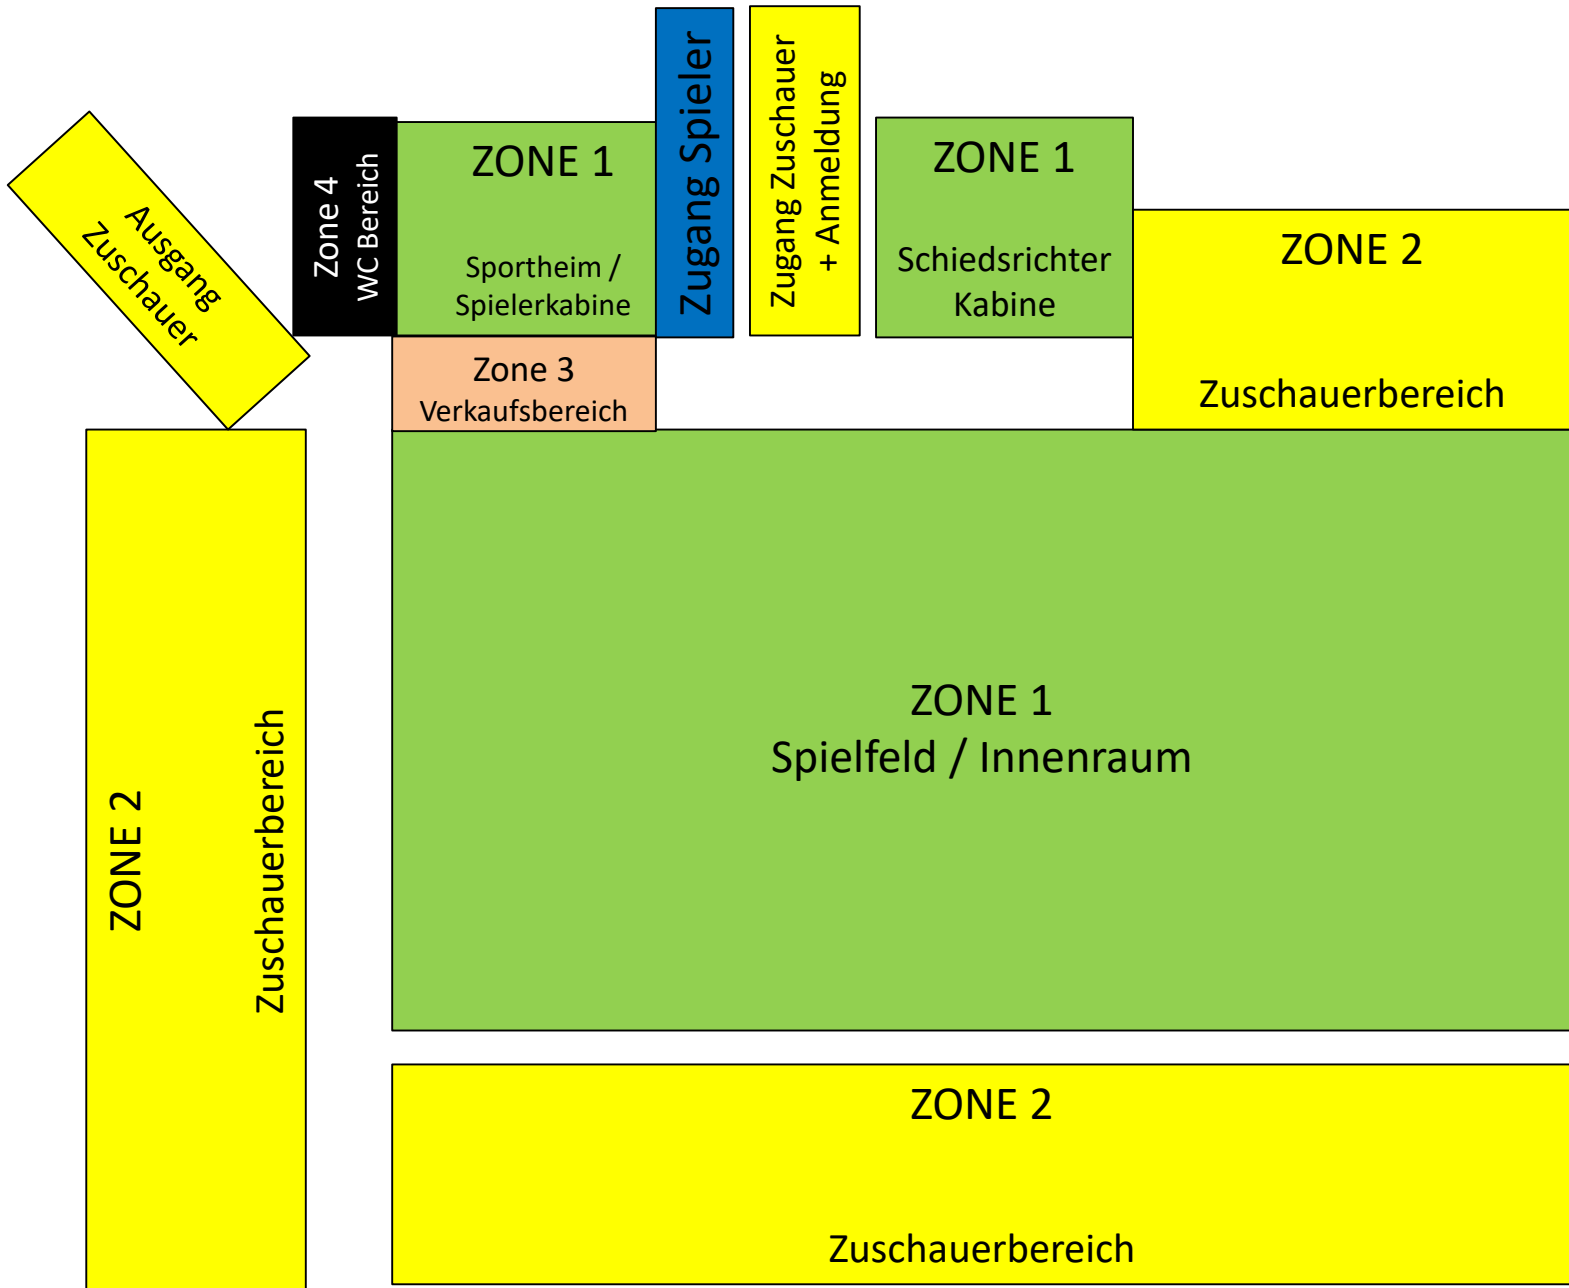 Ausgang
Zuschauer
Zone 4
WC Bereich
ZONE 1
Sportheim /
Spielerkabine
Zugang Spieler
Zugang Zuschauer
+ Anmeldung
ZONE 1
Schiedsrichter
Kabine
ZONE 2
Zuschauerbereich
Zone 3
Verkaufsbereich
ZONE 2
Zuschauerbereich
ZONE 1
Spielfeld / Innenraum
ZONE 2
Zuschauerbereich